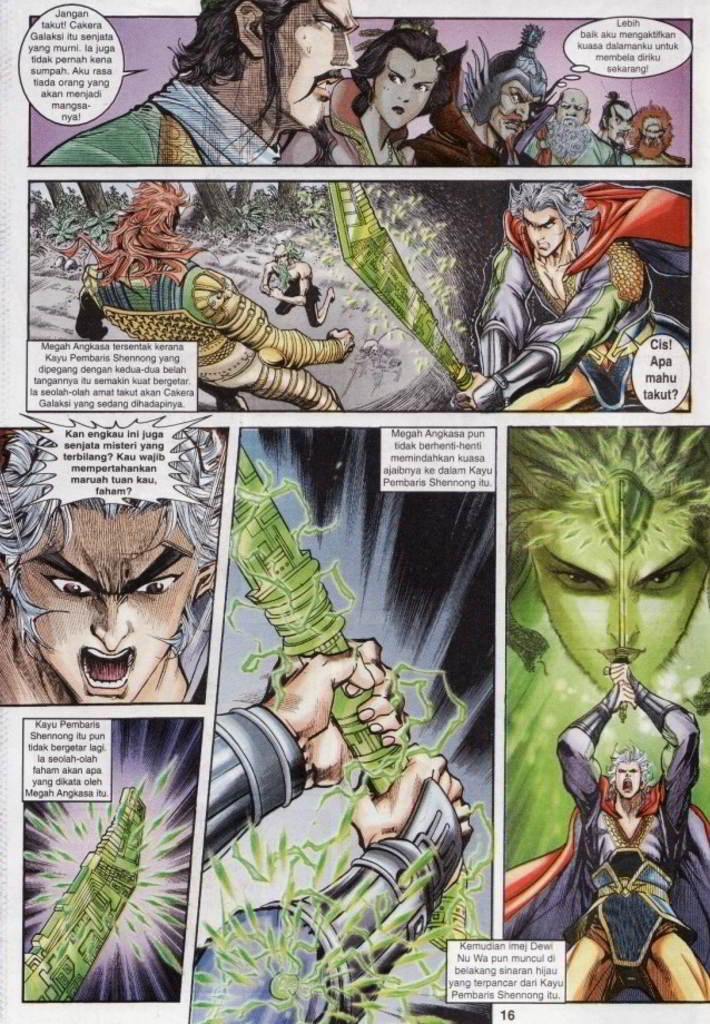 Jangan
takut! Cakera
Galaksi itu senjata
yang murni. Ia juga
tidak pernah kena
sumpah. Aku rasa
tiada orang yang
akan menjadi
mangsa-
nya!
Lebih
baik aku mengaktifkan
kuasa dalamanku untuk
membela diriku
sekarang!
Megah Angkasa tersentak kerana
Kayu Pembaris Shennong yang
dipegang dengan kedua-dua belah
tangannya itu semakin kuat bergetar.
Ia seolah-olah amat takut akan Cakera
Galaksi yang sedang dihadapinya.
Cis!
Apa
mahu
takut?
Kan engkau ini juga
senjata misteri yang
terbilang? Kau wajib
mempertahankan
maruah tuan kau,
faham?
Megah Angkasa pun
tidak berhenti-henti
memindahkan kuasa
ajaibnya ke dalam Kayu
Pembaris Shennong itu.
Kayu Pembaris
Shennong itu pun
tidak bergetar lagi.
Ia seolah-olah
faham akan apa
yang dikata oleh
Megah Angkasa itu.
Kemudian imej Dewi
Nu Wa pun muncul di
belakang sinaran hijau
yang terpancar dari Kayu
Pembaris Shennong itu.
16